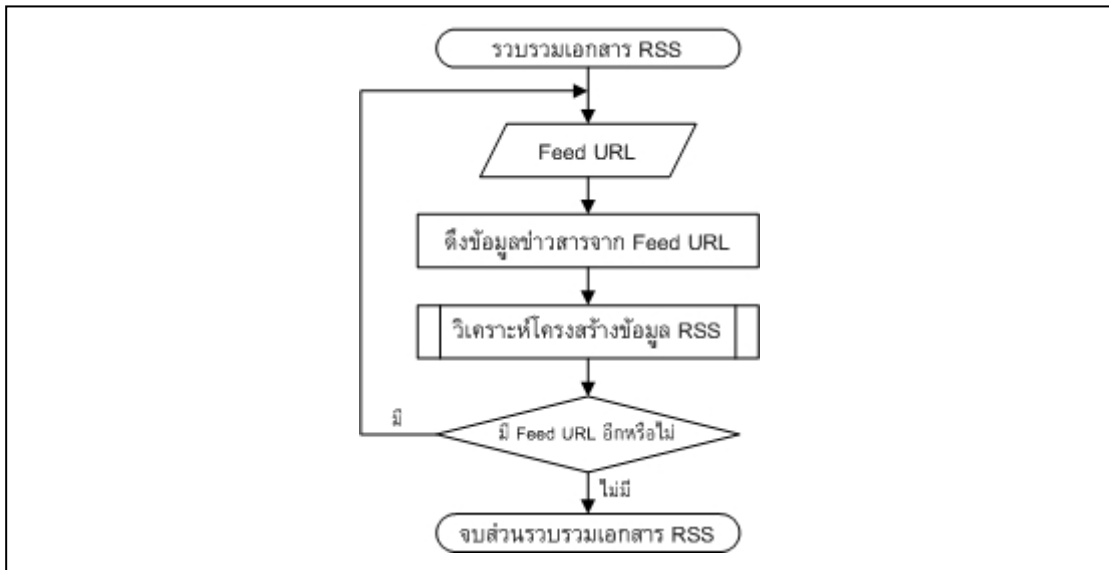 รวบรวมเอกสาร RSS
Feed URL
ดึงข้อมูลข่าวสารจาก Feed URL
วิเคราะห์โครงสร้างข้อมูล RSS
มี
มี Feed URL อีกหรือไม่
ไม่มี
จบส่วนรวบรวมเอกสาร RSS